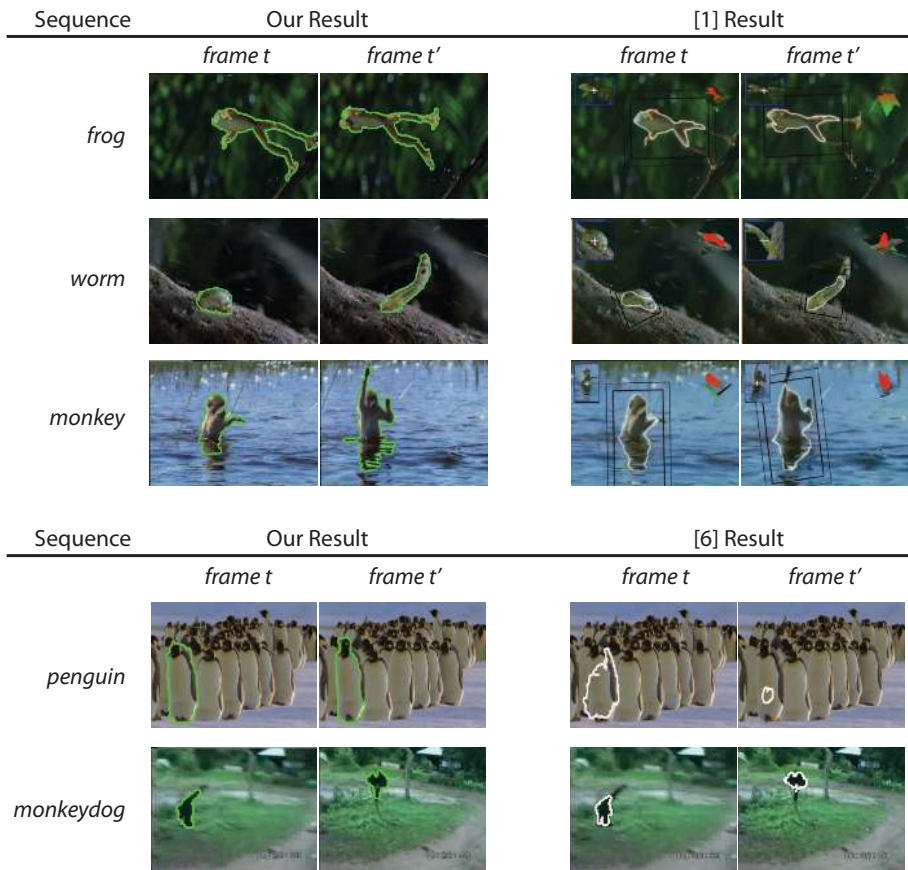 Sequence Our Result [1] Result
frame t frame t’ frame t frame t’
frog
worm
monkey
Sequence Our Result [6] Result
frame t frame t’ frame t frame t’
penguin
monkeydog